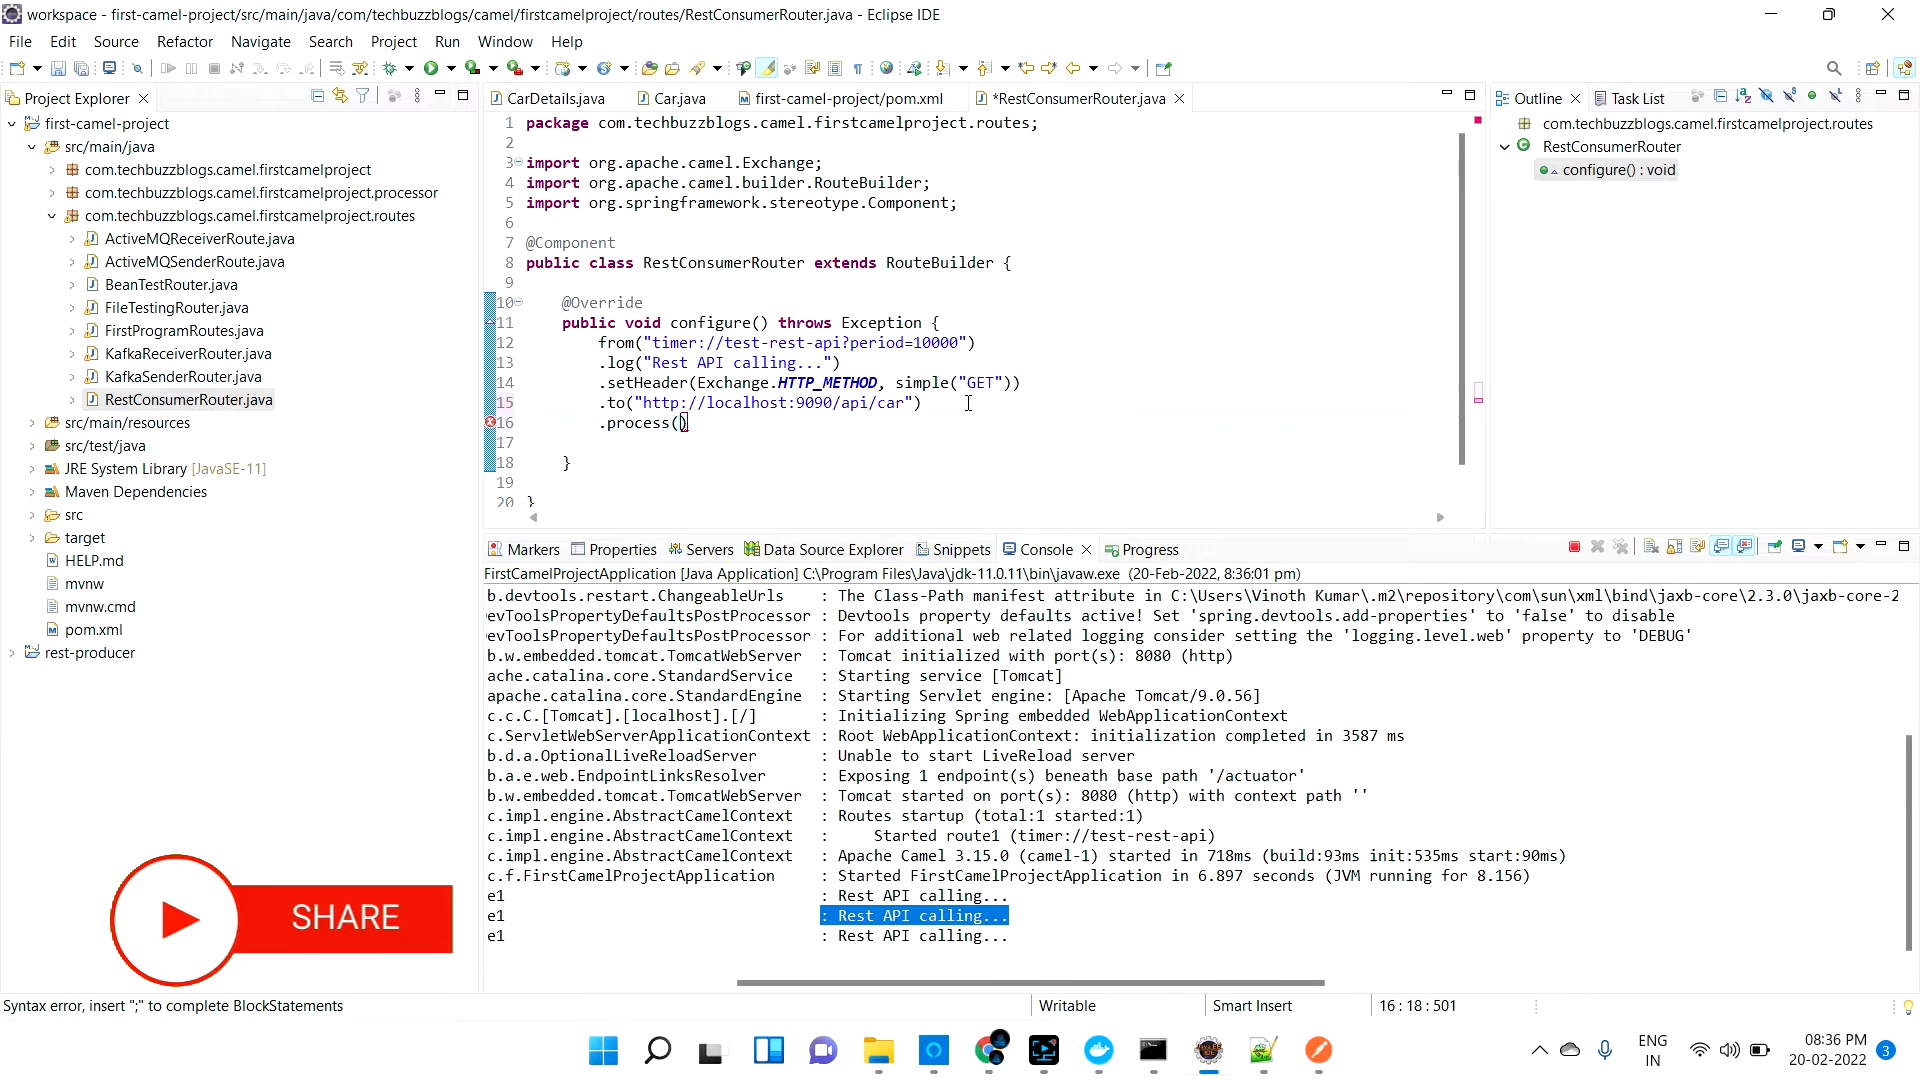 workspace - first-camel-project/src/main/java/com/techbuzzblogs/camel/firstcamelproject/routes/RestConsumerRouter.java - Eclipse IDE
File Edit Source Refactor Navigate Search Project Run Window Help
Project Explorer
first-camel-project
src/main/java
com.techbuzzblogs.camel.firstcamelproject
com.techbuzzblogs.camel.firstcamelproject.processor
com.techbuzzblogs.camel.firstcamelproject.routes
ActiveMQReceiverRoute.java
ActiveMQSenderRoute.java
BeanTestRouter.java
FileTestingRouter.java
FirstProgramRoutes.java
KafkaReceiverRouter.java
KafkaSenderRouter.java
RestConsumerRouter.java
src/main/resources
src/test/java
JRE System Library [JavaSE-11]
Maven Dependencies
src
target
HELP.md
mvnw
mvnw.cmd
pom.xml
rest-producer
CarDetails.java Car.java first-camel-project/pom.xml *RestConsumerRouter.java
1 package com.techbuzzblogs.camel.firstcamelproject.routes;
2
3 import org.apache.camel.Exchange;
4 import org.apache.camel.builder.RouteBuilder;
5 import org.springframework.stereotype.Component;
6
7 @Component
8 public class RestConsumerRouter extends RouteBuilder {
9
10 @Override
11 public void configure() throws Exception {
12 from("timer://test-rest-api?period=10000")
13 .log("Rest API calling...")
14 .setHeader(Exchange.HTTP_METHOD, simple("GET"))
15 .to("http://localhost:9090/api/car")
16 .process()
17
18 }
19
20 }
Outline Task List
com.techbuzzblogs.camel.firstcamelproject.routes
RestConsumerRouter
configure() : void
Markers Properties Servers Data Source Explorer Snippets Console Progress
FirstCamelProjectApplication [Java Application] C:\Program Files\Java\jdk-11.0.11\bin\javaw.exe (20-Feb-2022, 8:36:01 pm)
b.devtools.restart.ChangeableUrls : The Class-Path manifest attribute in C:\Users\Vinoth Kumar\.m2\repository\com\sun\xml\bind\jaxb-core\2.3.0\jaxb-core-2
evToolsPropertyDefaultsPostProcessor : Devtools property defaults active! Set 'spring.devtools.add-properties' to 'false' to disable
evToolsPropertyDefaultsPostProcessor : For additional web related logging consider setting the 'logging.level.web' property to 'DEBUG'
b.w.embedded.tomcat.TomcatWebServer : Tomcat initialized with port(s): 8080 (http)
ache.catalina.core.StandardService : Starting service [Tomcat]
apache.catalina.core.StandardEngine : Starting Servlet engine: [Apache Tomcat/9.0.56]
c.c.C.[Tomcat].[localhost].[/] : Initializing Spring embedded WebApplicationContext
c.ServletWebServerApplicationContext : Root WebApplicationContext: initialization completed in 3587 ms
b.d.a.OptionalLiveReloadServer : Unable to start LiveReload server
b.a.e.web.EndpointLinksResolver : Exposing 1 endpoint(s) beneath base path '/actuator'
b.w.embedded.tomcat.TomcatWebServer : Tomcat started on port(s): 8080 (http) with context path ''
c.impl.engine.AbstractCamelContext : Routes startup (total:1 started:1)
c.impl.engine.AbstractCamelContext : Started route1 (timer://test-rest-api)
c.impl.engine.AbstractCamelContext : Apache Camel 3.15.0 (camel-1) started in 718ms (build:93ms init:535ms start:90ms)
c.f.FirstCamelProjectApplication : Started FirstCamelProjectApplication in 6.897 seconds (JVM running for 8.156)
e1 : Rest API calling...
e1 : Rest API calling...
e1 : Rest API calling...
SHARE
Syntax error, insert ";" to complete BlockStatements
Writable Smart Insert 16 : 18 : 501
ENG
IN
08:36 PM
20-02-2022
3